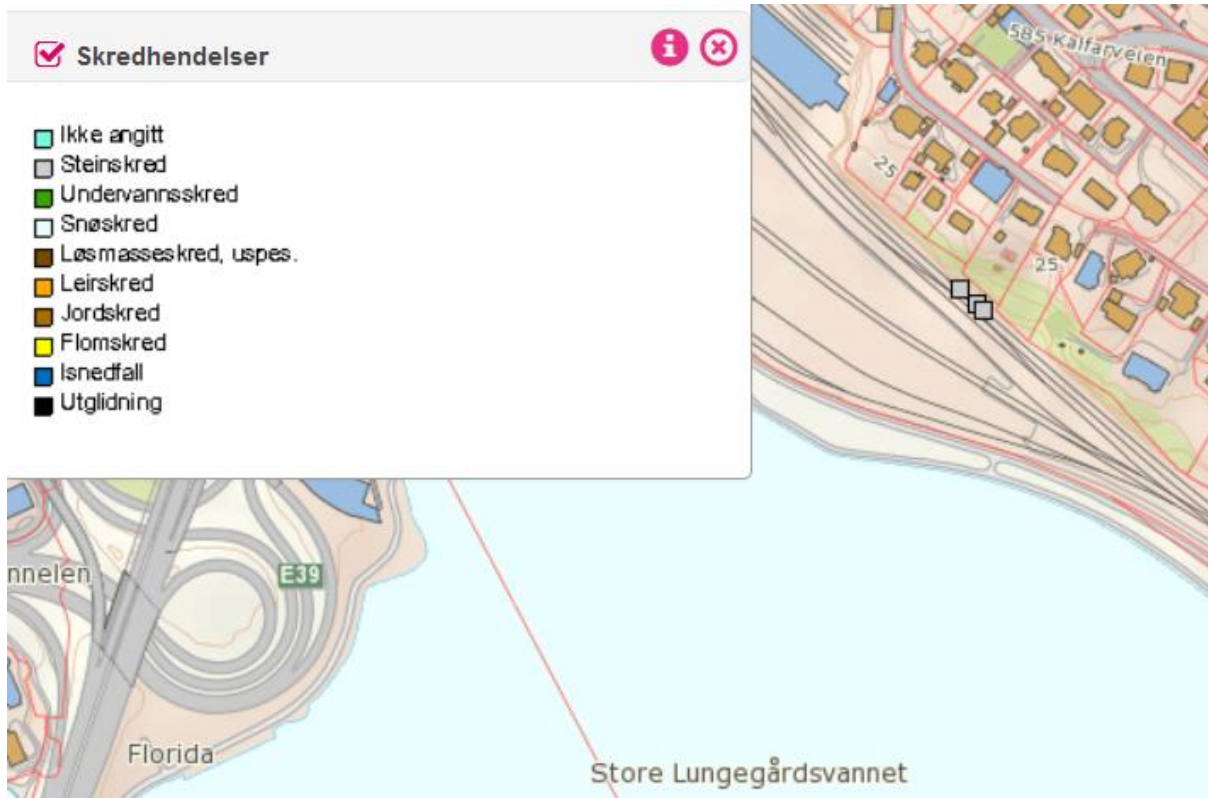 Skredhendelser
Ikke angitt
Steinskred
Undervannsskred
Snøskred
Løsmasseskred, uspes.
Leirskred
Jordskred
Flomskred
Isnedfall
Utglidning
585 Kalfarveien
25
25
nnelen
E39
Florida
Store Lungegårdsvannet